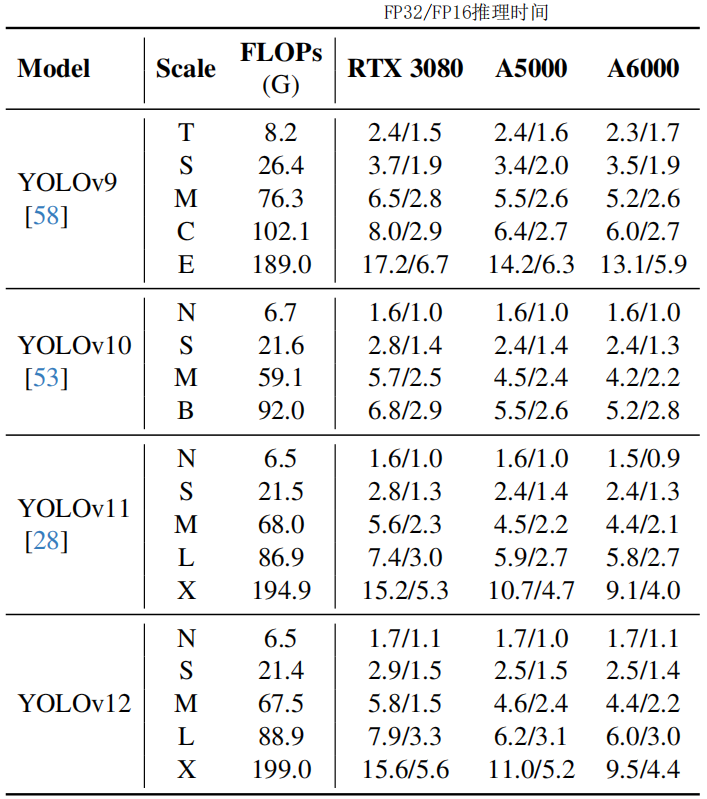 FP32/FP16推理时间
Model Scale FLOPs (G) RTX 3080 A5000 A6000
YOLOv9 [58]
T 8.2 2.4/1.5 2.4/1.6 2.3/1.7
S 26.4 3.7/1.9 3.4/2.0 3.5/1.9
M 76.3 6.5/2.8 5.5/2.6 5.2/2.6
C 102.1 8.0/2.9 6.4/2.7 6.0/2.7
E 189.0 17.2/6.7 14.2/6.3 13.1/5.9
YOLOv10 [53]
N 6.7 1.6/1.0 1.6/1.0 1.6/1.0
S 21.6 2.8/1.4 2.4/1.4 2.4/1.3
M 59.1 5.7/2.5 4.5/2.4 4.2/2.2
B 92.0 6.8/2.9 5.5/2.6 5.2/2.8
YOLOv11 [28]
N 6.5 1.6/1.0 1.6/1.0 1.5/0.9
S 21.5 2.8/1.3 2.4/1.4 2.4/1.3
M 68.0 5.6/2.3 4.5/2.2 4.4/2.1
L 86.9 7.4/3.0 5.9/2.7 5.8/2.7
X 194.9 15.2/5.3 10.7/4.7 9.1/4.0
YOLOv12
N 6.5 1.7/1.1 1.7/1.0 1.7/1.1
S 21.4 2.9/1.5 2.5/1.5 2.5/1.4
M 67.5 5.8/1.5 4.6/2.4 4.4/2.2
L 88.9 7.9/3.3 6.2/3.1 6.0/3.0
X 199.0 15.6/5.6 11.0/5.2 9.5/4.4